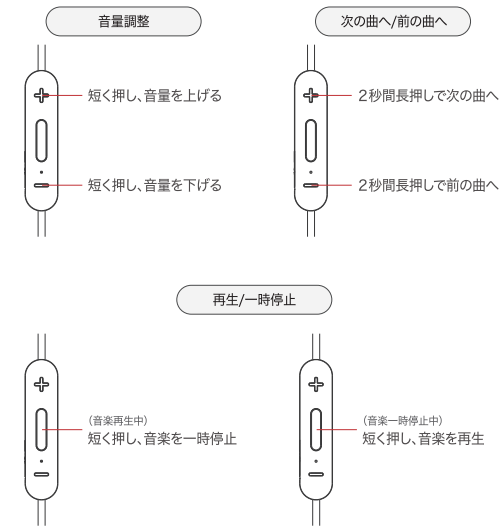 音量調整
次の曲へ/前の曲へ
短く押し、音量を上げる
2秒間長押しで次の曲へ
短く押し、音量を下げる
2秒間長押しで前の曲へ
再生/一時停止
(音楽再生中)
短く押し、音楽を一時停止
(音楽一時停止中)
短く押し、音楽を再生